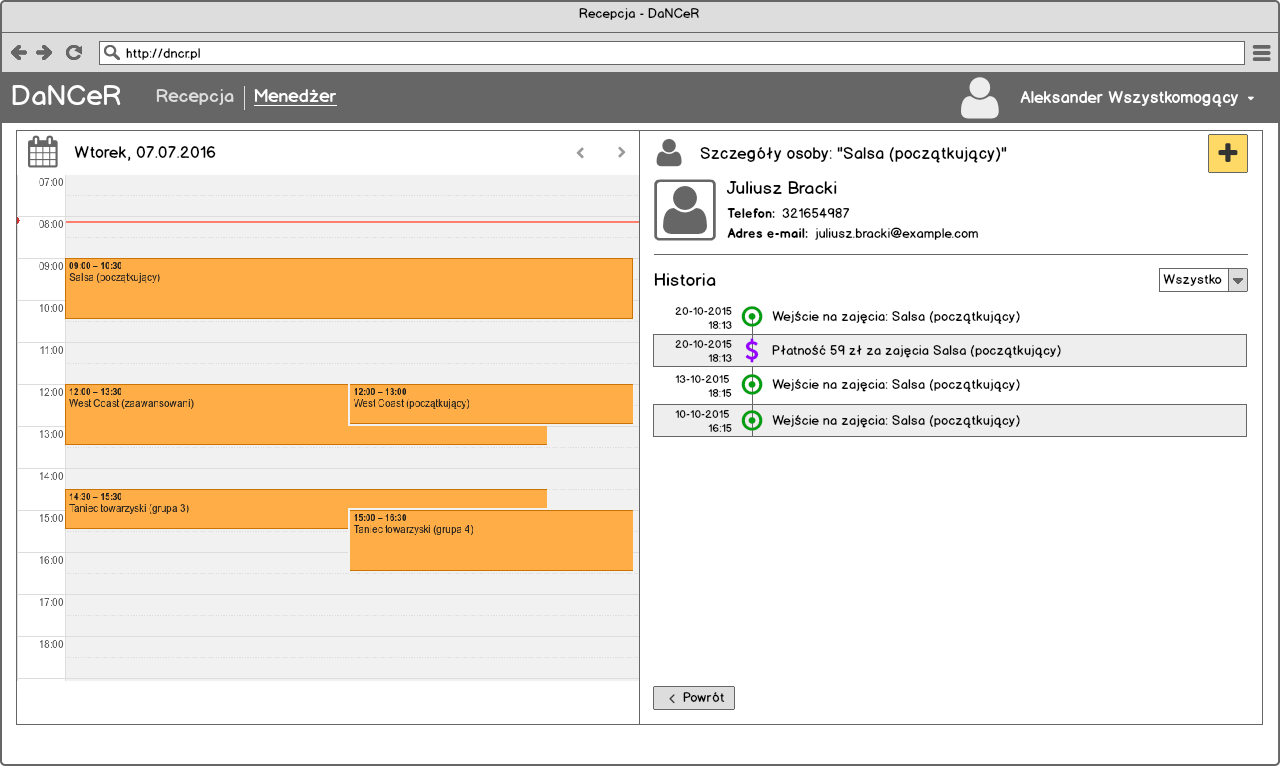 Recepcja - DaNCeR
http://dncr.pl
DaNCeR Recepcja Menedżer Aleksander Wszystkomogący
Wtorek, 07.07.2016
07:00
08:00
09:00
09:00 – 10:30
Salsa (początkujący)
10:00
11:00
12:00
12:00 – 13:30
West Coast (zaawansowani)
12:00 – 13:00
West Coast (początkujący)
13:00
14:00
14:30 – 15:30
Taniec towarzyski (grupa 3)
15:00
15:00 – 16:30
Taniec towarzyski (grupa 4)
16:00
17:00
18:00
Szczegóły osoby: "Salsa (początkujący)"
Juliusz Bracki
Telefon: 321654987
Adres e-mail: juliusz.bracki@example.com
Historia
Wszystko
20-10-2015
18:13
Wejście na zajęcia: Salsa (początkujący)
20-10-2015
18:13
$
Płatność 59 zł za zajęcia Salsa (początkujący)
13-10-2015
18:15
Wejście na zajęcia: Salsa (początkujący)
10-10-2015
16:15
Wejście na zajęcia: Salsa (początkujący)
Powrót